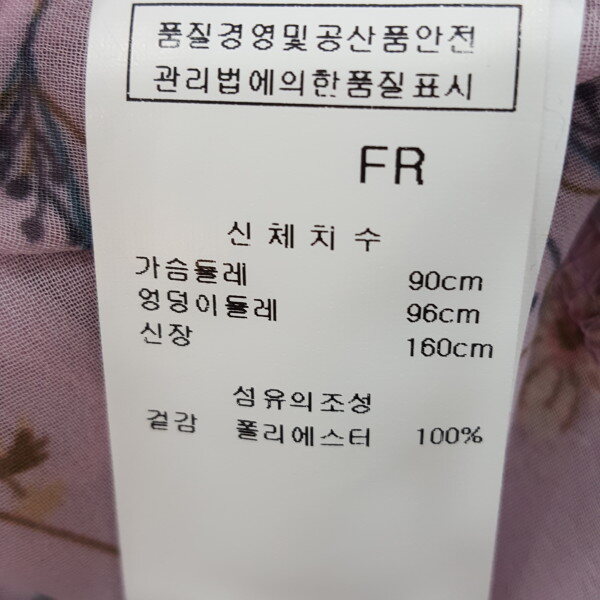 품질경영및공산품안전
관리법에의한품질표시
FR
신 체 치 수
가슴둘레 90cm
엉덩이둘레 96cm
신장 160cm
섬유의조성
겉감 폴리에스터 100%